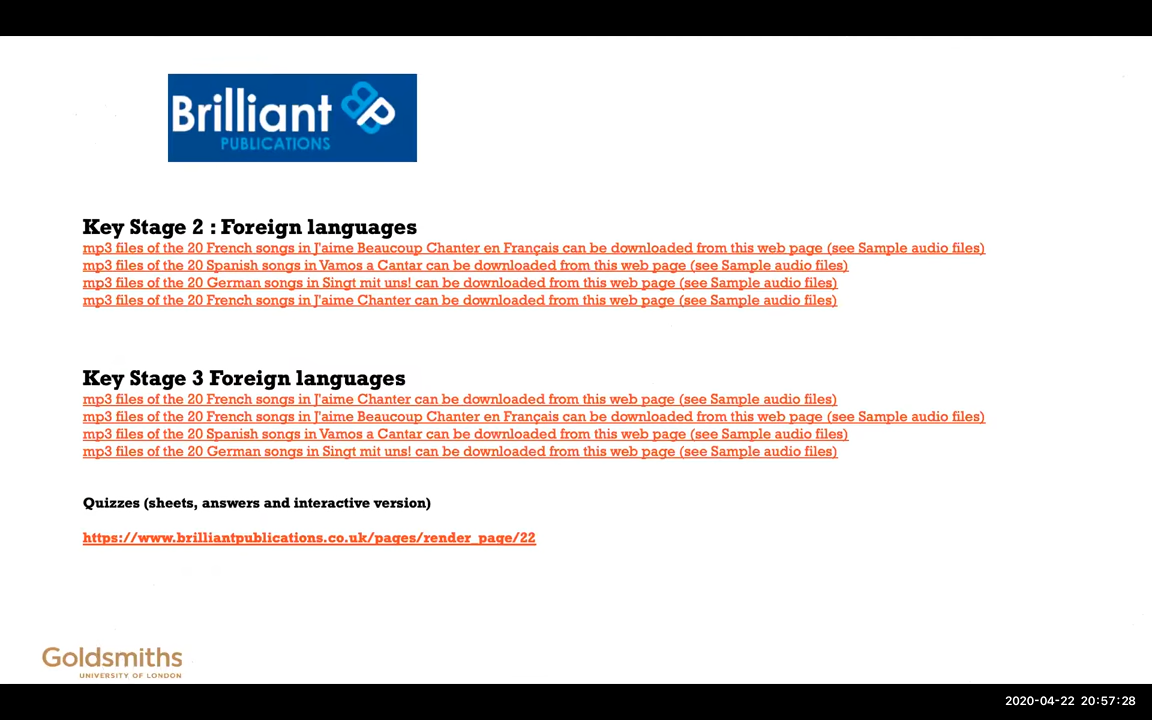 Brilliant
PUBLICATIONS
Key Stage 2 : Foreign languages
mp3 files of the 20 French songs in J'aime Beaucoup Chanter en Français can be downloaded from this web page (see Sample audio files)
mp3 files of the 20 Spanish songs in Vamos a Cantar can be downloaded from this web page (see Sample audio files)
mp3 files of the 20 German songs in Singt mit uns! can be downloaded from this web page (see Sample audio files)
mp3 files of the 20 French songs in J'aime Chanter can be downloaded from this web page (see Sample audio files)
Key Stage 3 Foreign languages
mp3 files of the 20 French songs in J'aime Chanter can be downloaded from this web page (see Sample audio files)
mp3 files of the 20 French songs in J'aime Beaucoup Chanter en Français can be downloaded from this web page (see Sample audio files)
mp3 files of the 20 Spanish songs in Vamos a Cantar can be downloaded from this web page (see Sample audio files)
mp3 files of the 20 German songs in Singt mit uns! can be downloaded from this web page (see Sample audio files)
Quizzes (sheets, answers and interactive version)
https://www.brilliantpublications.co.uk/pages/render_page/22
Goldsmiths
UNIVERSITY OF LONDON
2020-04-22 20:57:28